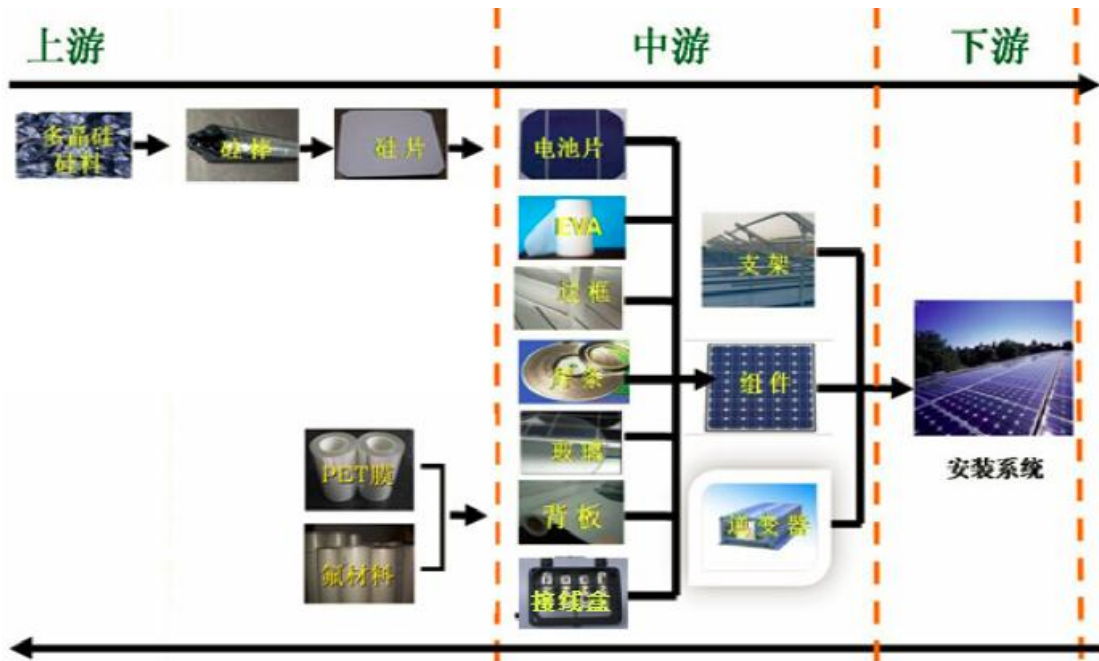 上游
中游
下游
多晶硅
硅料
硅棒
硅片
电池片
EVA
边框
支架
焊条
组件
玻璃
PET膜
背板
逆变器
氟材料
接线盒
安装系统